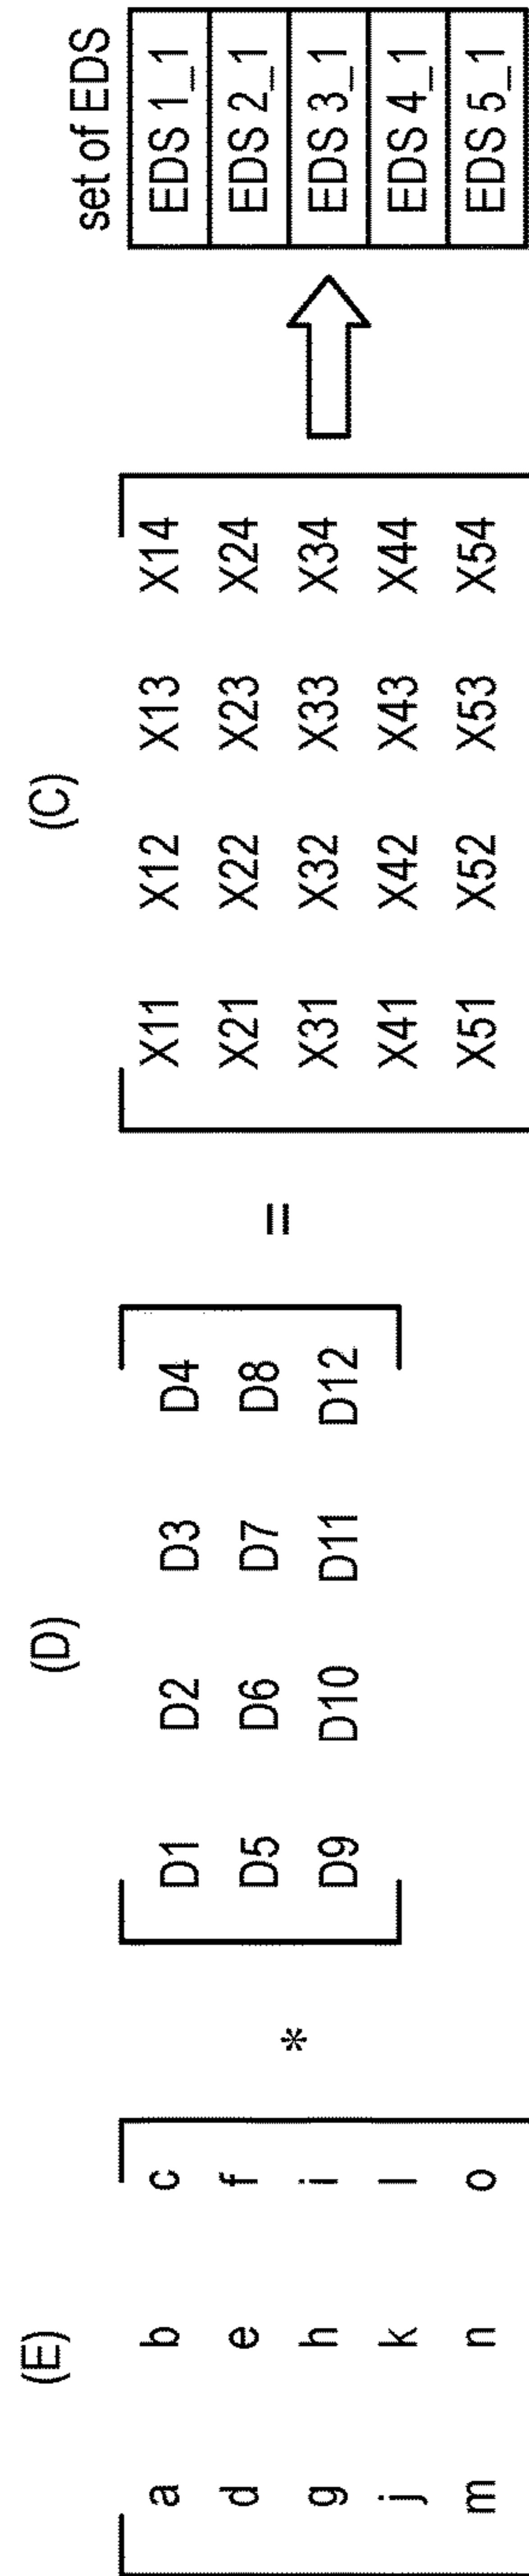 (E) (D) (C) set of EDS
a b c D1 D2 D3 D4 X11 X12 X13 X14 EDS 1_1
d e f D5 D6 D7 D8 X21 X22 X23 X24 EDS 2_1
g h i * D9 D10 D11 D12 = X31 X32 X33 X34 EDS 3_1
j k l X41 X42 X43 X44 EDS 4_1
m n o X51 X52 X53 X54 EDS 5_1